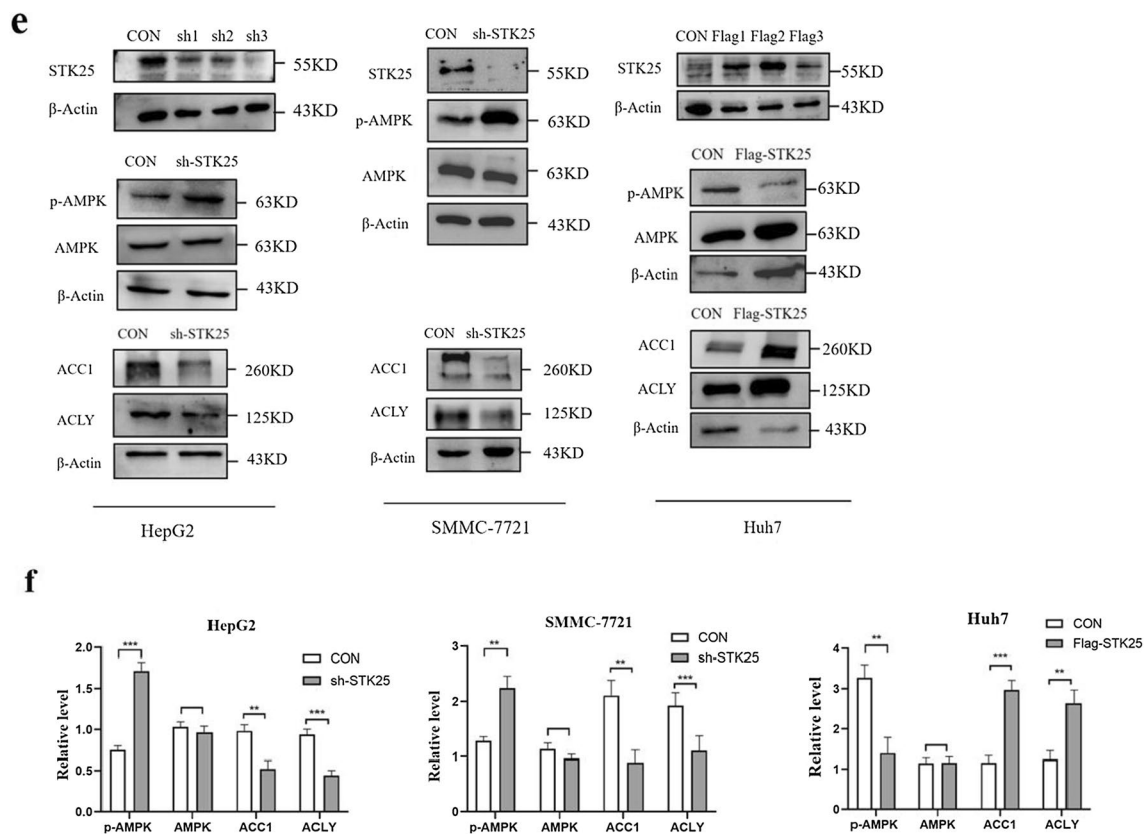 e
CON sh1 sh2 sh3
STK25 55KD
β-Actin 43KD
CON sh-STK25
p-AMPK 63KD
AMPK 63KD
β-Actin 43KD
CON sh-STK25
ACC1 260KD
ACLY 125KD
β-Actin 43KD
HepG2
CON sh-STK25
STK25 55KD
p-AMPK 63KD
AMPK 63KD
β-Actin 43KD
CON sh-STK25
ACC1 260KD
ACLY 125KD
β-Actin 43KD
SMMC-7721
CON Flag1 Flag2 Flag3
STK25 55KD
β-Actin 43KD
CON Flag-STK25
p-AMPK 63KD
AMPK 63KD
β-Actin 43KD
CON Flag-STK25
ACC1 260KD
ACLY 125KD
β-Actin 43KD
Huh7
f
HepG2
CON
sh-STK25
Relative level
2.0
1.5
1.0
0.5
0.0
***
**
***
p-AMPK AMPK ACC1 ACLY
SMMC-7721
CON
sh-STK25
Relative level
3
2
1
0
**
**
***
p-AMPK AMPK ACC1 ACLY
Huh7
CON
Flag-STK25
Relative level
4
3
2
1
0
**
***
**
p-AMPK AMPK ACC1 ACLY